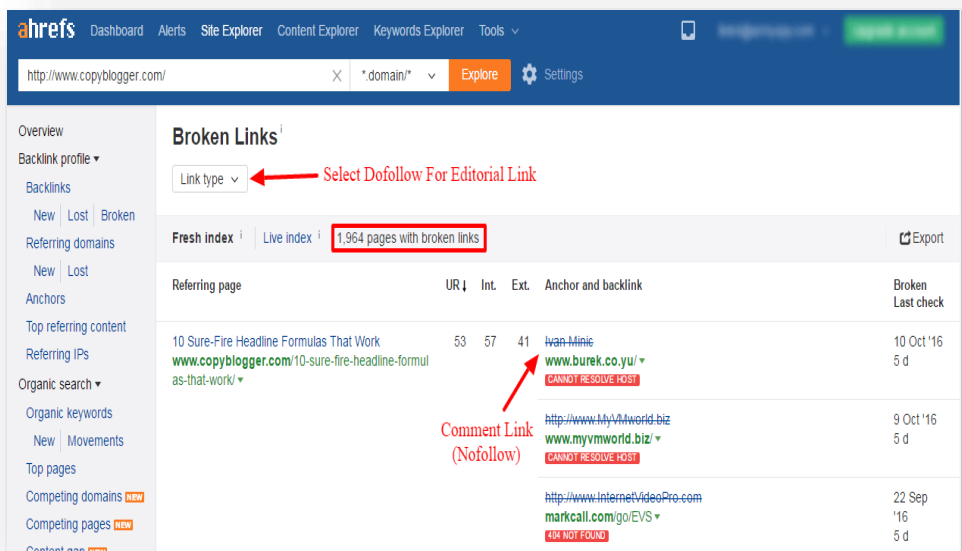 ahrefs Dashboard Alerts Site Explorer Content Explorer Keywords Explorer Tools
http://www.copyblogger.com/ *.domain/* Explore Settings
Overview
Backlink profile
Backlinks
New Lost Broken
Referring domains
New Lost
Anchors
Top referring content
Referring IPs
Organic search
Organic keywords
New Movements
Top pages
Competing domains NEW
Competing pages NEW
Content gap NEW
Broken Links i
Link type
Select Dofollow For Editorial Link
Fresh index i Live index i 1,964 pages with broken links Export
Referring page UR Int. Ext. Anchor and backlink Broken
Last check
10 Sure-Fire Headline Formulas That Work 53 57 41 Ivan Minic 10 Oct '16
www.copyblogger.com/10-sure-fire-headline-formul www.burek.co.yu/ 5 d
as-that-work/ CANNOT RESOLVE HOST
Comment Link
(Nofollow)
http://www.MyVMworld.biz 9 Oct '16
www.myvmworld.biz/ 5 d
CANNOT RESOLVE HOST
http://www.InternetVideoPro.com 22 Sep
markcall.com/go/EVS '16
404 NOT FOUND 5 d